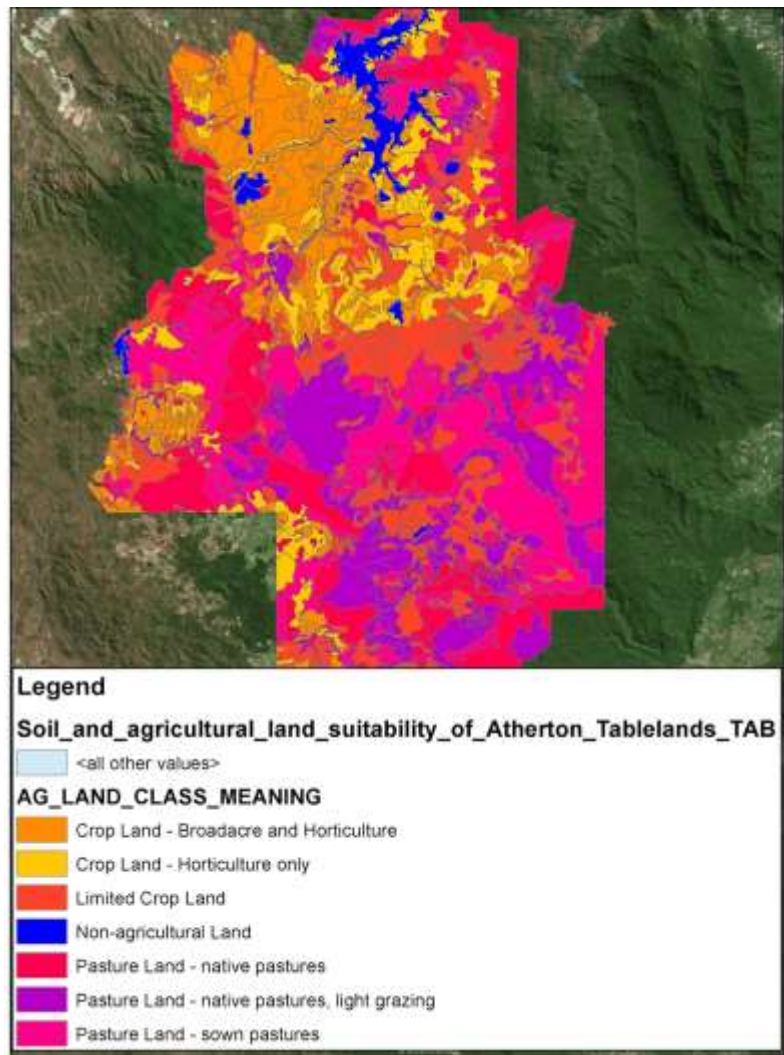 Legend
Soil_and_agricultural_land_suitability_of_Atherton_Tablelands_TAB
<all other values>
AG_LAND_CLASS_MEANING
Crop Land - Broadacre and Horticulture
Crop Land - Horticulture only
Limited Crop Land
Non-agricultural Land
Pasture Land - native pastures
Pasture Land - native pastures, light grazing
Pasture Land - sown pastures